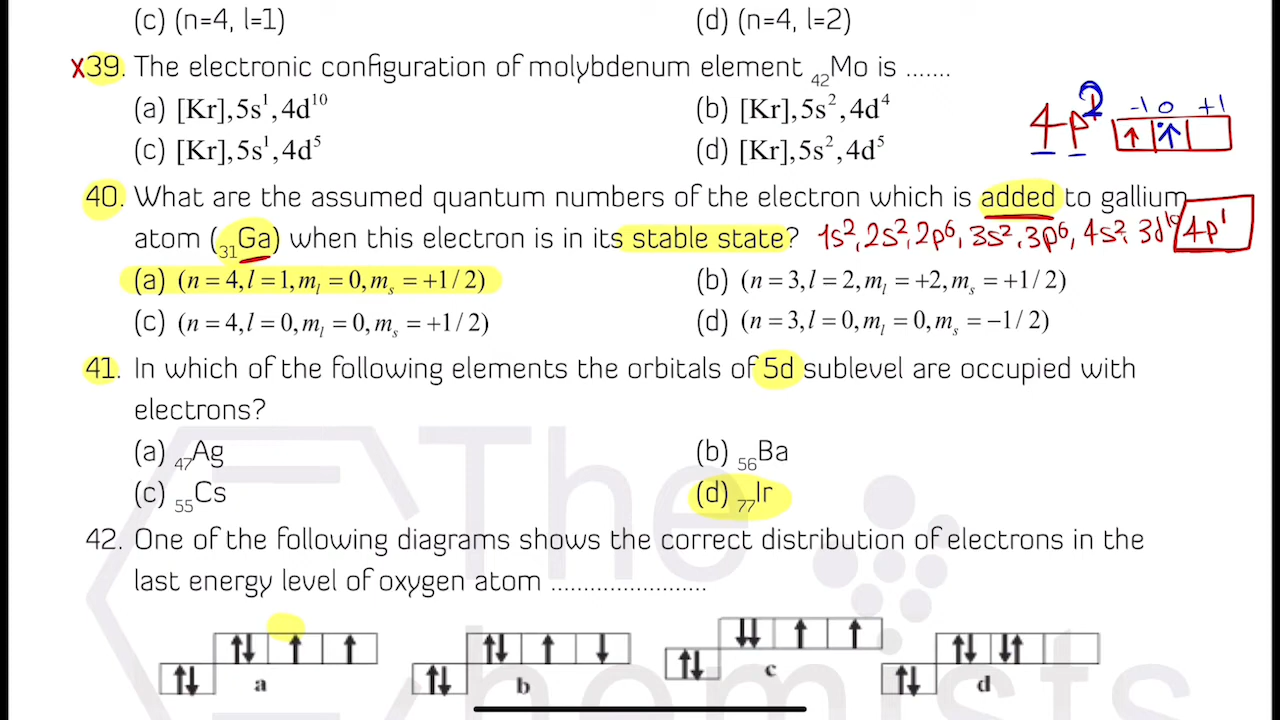 (c) (n=4, l=1) (d) (n=4, l=2)
x39. The electronic configuration of molybdenum element ₄₂Mo is .......
(a) [Kr],5s¹,4d¹⁰ (b) [Kr],5s²,4d⁴
(c) [Kr],5s¹,4d⁵ (d) [Kr],5s²,4d⁵
4p² -1 0 +1
40. What are the assumed quantum numbers of the electron which is added to gallium
atom (₃₁Ga) when this electron is in its stable state? 1s², 2s², 2p⁶, 3s², 3p⁶, 4s², 3d¹⁰ 4p¹
(a) (n = 4, l = 1, mₗ = 0, mₛ = +1/2) (b) (n = 3, l = 2, mₗ = +2, mₛ = +1/2)
(c) (n = 4, l = 0, mₗ = 0, mₛ = +1/2) (d) (n = 3, l = 0, mₗ = 0, mₛ = −1/2)
41. In which of the following elements the orbitals of 5d sublevel are occupied with
electrons?
(a) ₄₇Ag (b) ₅₆Ba
(c) ₅₅Cs (d) ₇₇Ir
42. One of the following diagrams shows the correct distribution of electrons in the
last energy level of oxygen atom ........................
a b c d
The
Chemists